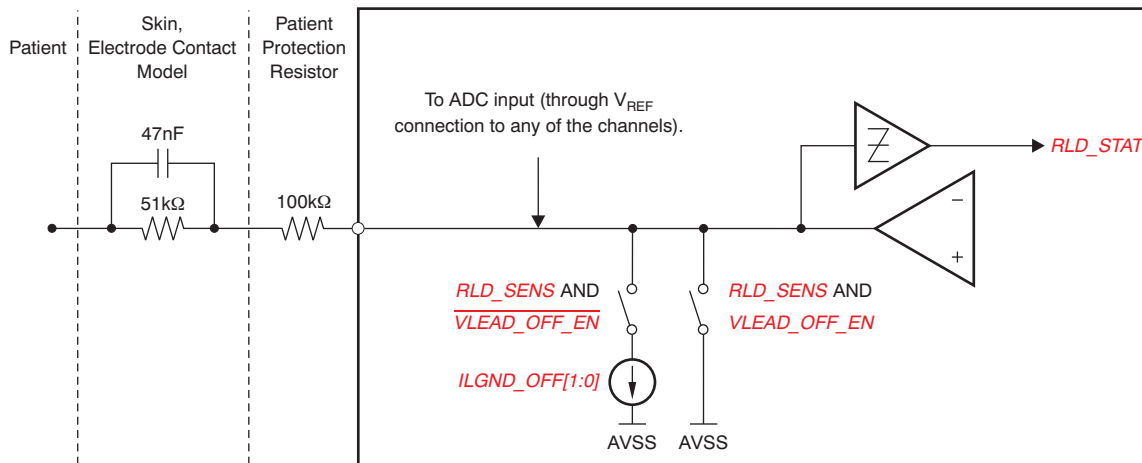 Patient
Skin,
Electrode Contact
Model
Patient
Protection
Resistor
To ADC input (through VREF
connection to any of the channels).
47nF
51kΩ
100kΩ
RLD_STAT
−
+
RLD_SENS AND
VLEAD_OFF_EN
RLD_SENS AND
VLEAD_OFF_EN
ILGND_OFF[1:0]
AVSS
AVSS